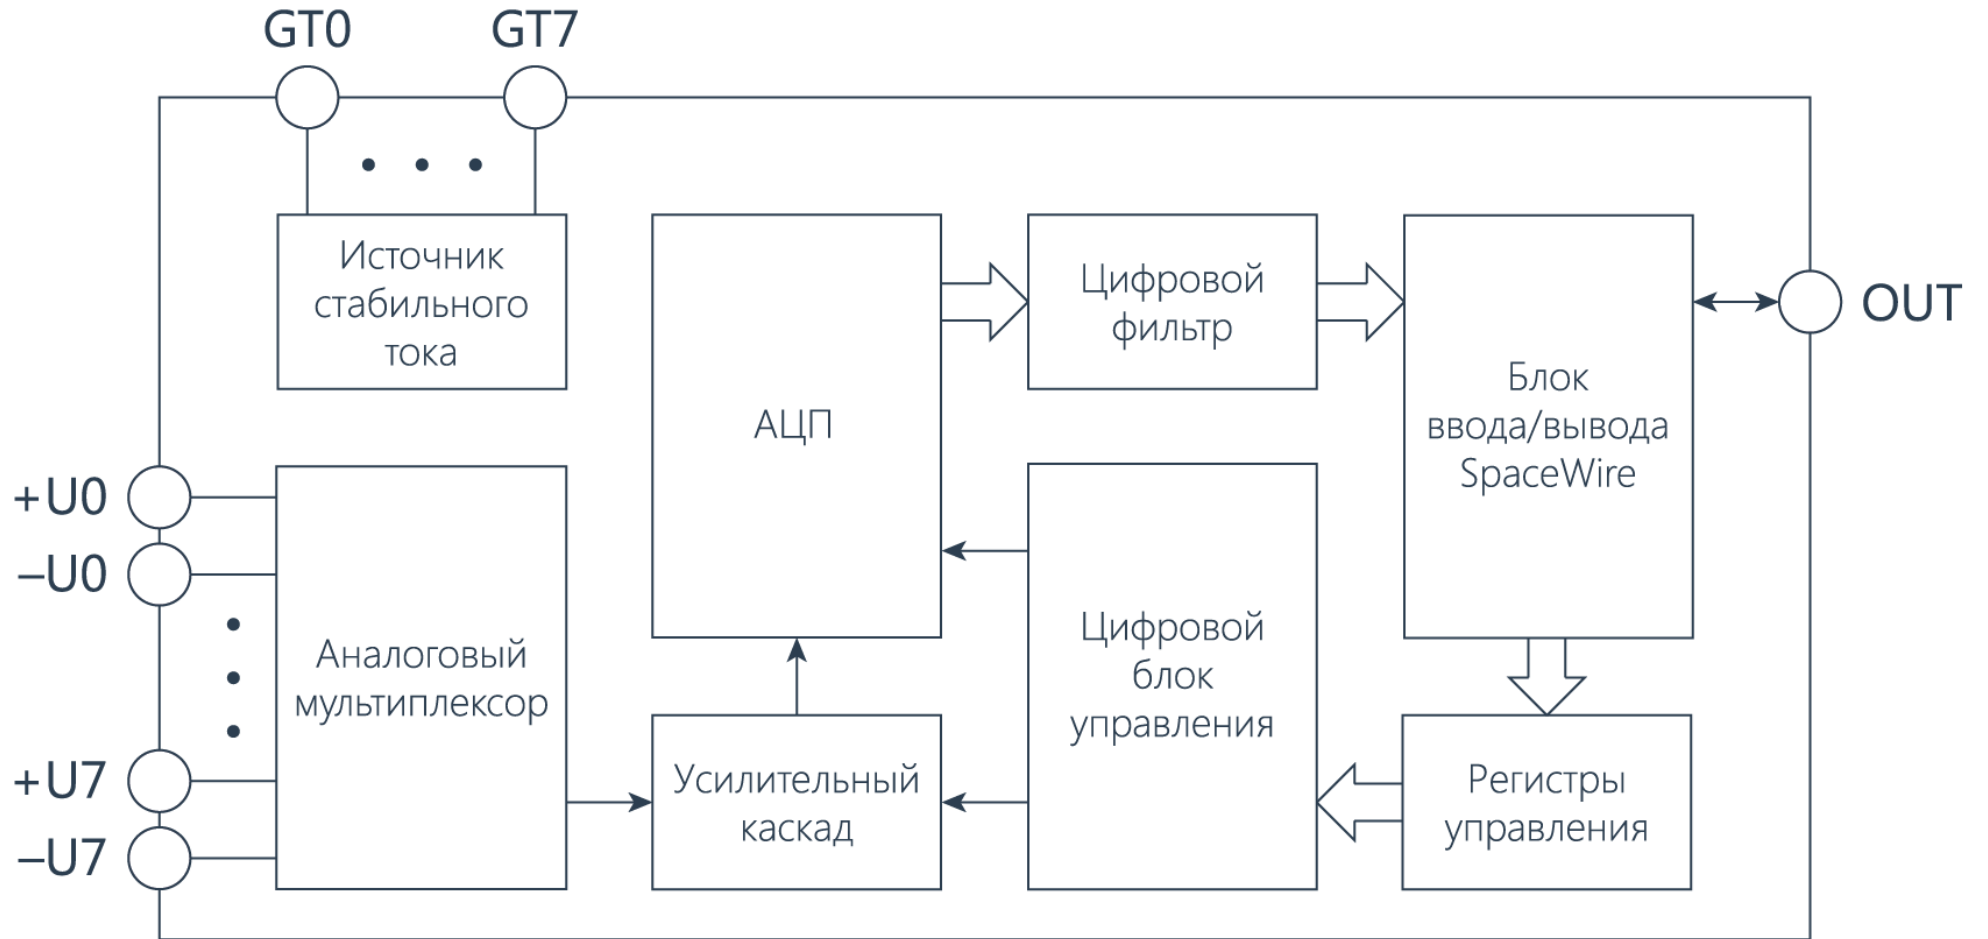 GT0 GT7
Источник
стабильного
тока
АЦП
Цифровой
фильтр
Блок
ввода/вывода
SpaceWire
OUT
+U0
–U0
+U7
–U7
Аналоговый
мультиплексор
Усилительный
каскад
Цифровой
блок
управления
Регистры
управления